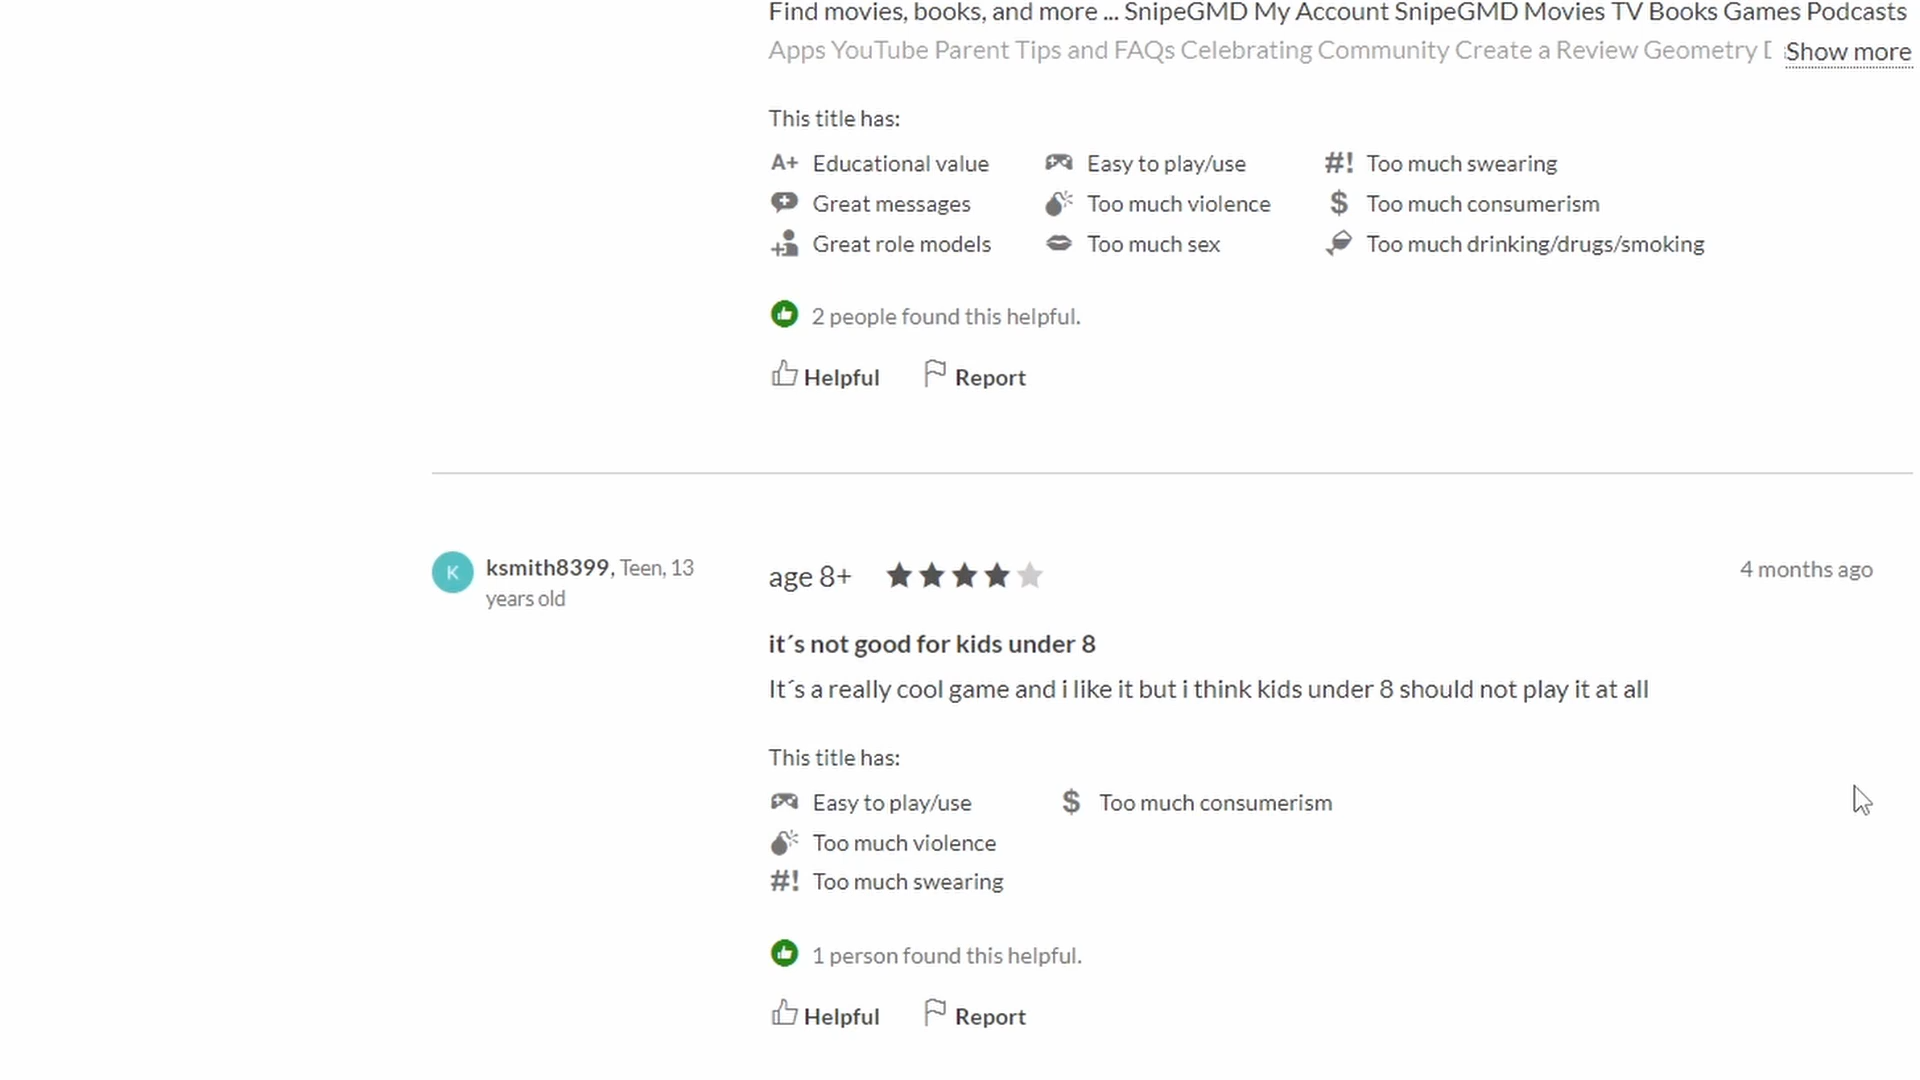 Find movies, books, and more ... SnipeGMD My Account SnipeGMD Movies TV Books Games Podcasts
Apps YouTube Parent Tips and FAQs Celebrating Community Create a Review Geometry Show more
This title has:
A+ Educational value
Great messages
Great role models
Easy to play/use
Too much violence
Too much sex
#! Too much swearing
$ Too much consumerism
Too much drinking/drugs/smoking
2 people found this helpful.
Helpful Report
K ksmith8399, Teen, 13
years old
age 8+
4 months ago
it´s not good for kids under 8
It´s a really cool game and i like it but i think kids under 8 should not play it at all
This title has:
Easy to play/use
Too much violence
#! Too much swearing
$ Too much consumerism
1 person found this helpful.
Helpful Report